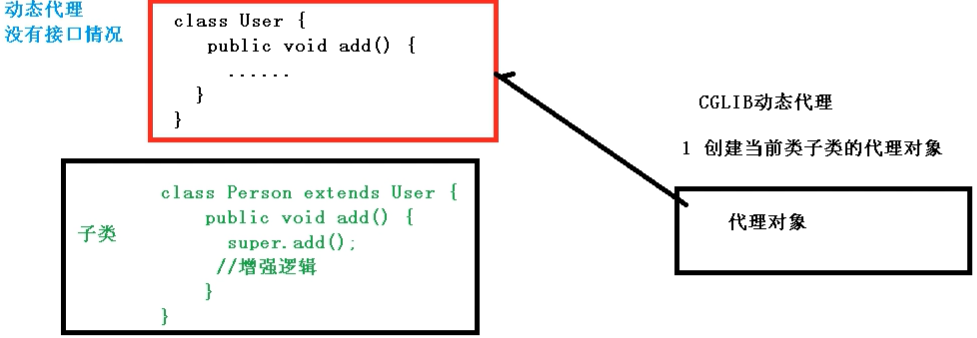 动态代理
没有接口情况
class User {
public void add() {
......
}
}
CGLIB动态代理
1 创建当前类子类的代理对象
子类
class Person extends User {
public void add() {
super.add();
//增强逻辑
}
}
代理对象